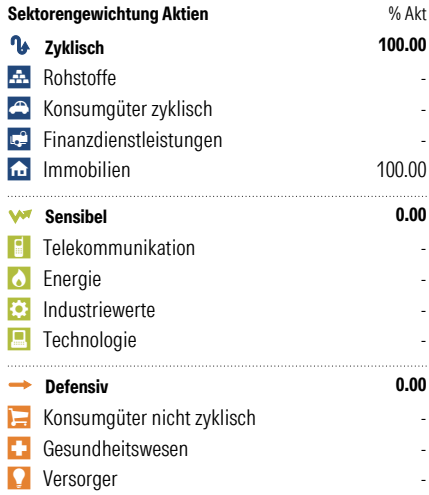 Sektorengewichtung Aktien % Akt
Zyklisch 100.00
Rohstoffe -
Konsumgüter zyklisch -
Finanzdienstleistungen -
Immobilien 100.00
Sensibel 0.00
Telekommunikation -
Energie -
Industriewerte -
Technologie -
Defensiv 0.00
Konsumgüter nicht zyklisch -
Gesundheitswesen -
Versorger -